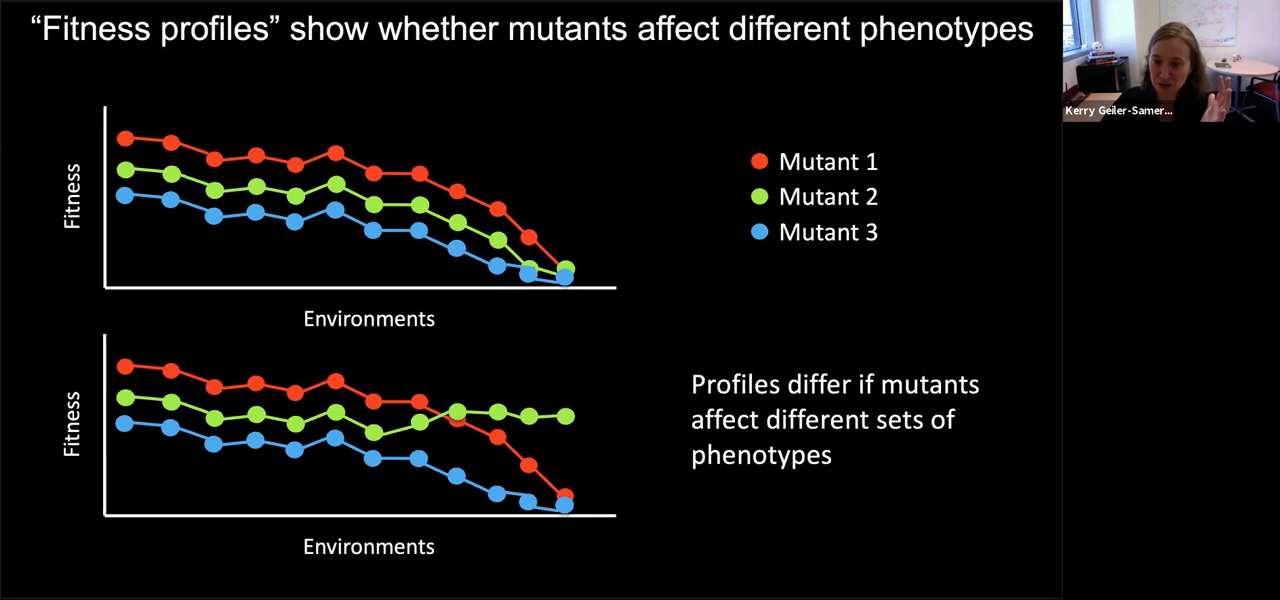 “Fitness profiles” show whether mutants affect different phenotypes
Kerry Geiler-Samer...
Fitness
Environments
Mutant 1
Mutant 2
Mutant 3
Fitness
Environments
Profiles differ if mutants
affect different sets of
phenotypes